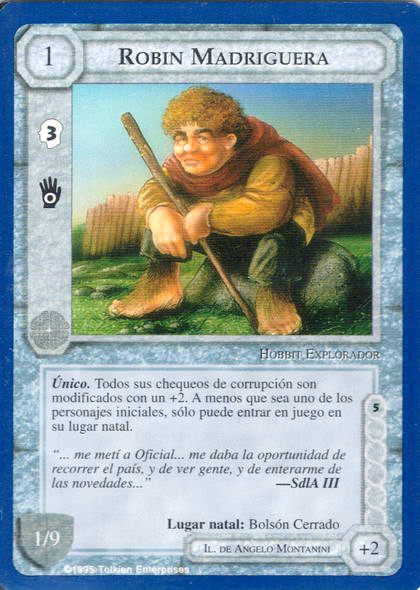 1
ROBIN MADRIGUERA
3
HOBBIT EXPLORADOR
Único. Todos sus chequeos de corrupción son
modificados con un +2. A menos que sea uno de los
personajes iniciales, sólo puede entrar en juego en
su lugar natal.
5
"... me metí a Oficial... me daba la oportunidad de
recorrer el país, y de ver gente, y de enterarme de
las novedades..." —SdlA III
Lugar natal: Bolsón Cerrado
1/9
IL. DE ANGELO MONTANINI
+2
©1995 Tolkien Enterprises